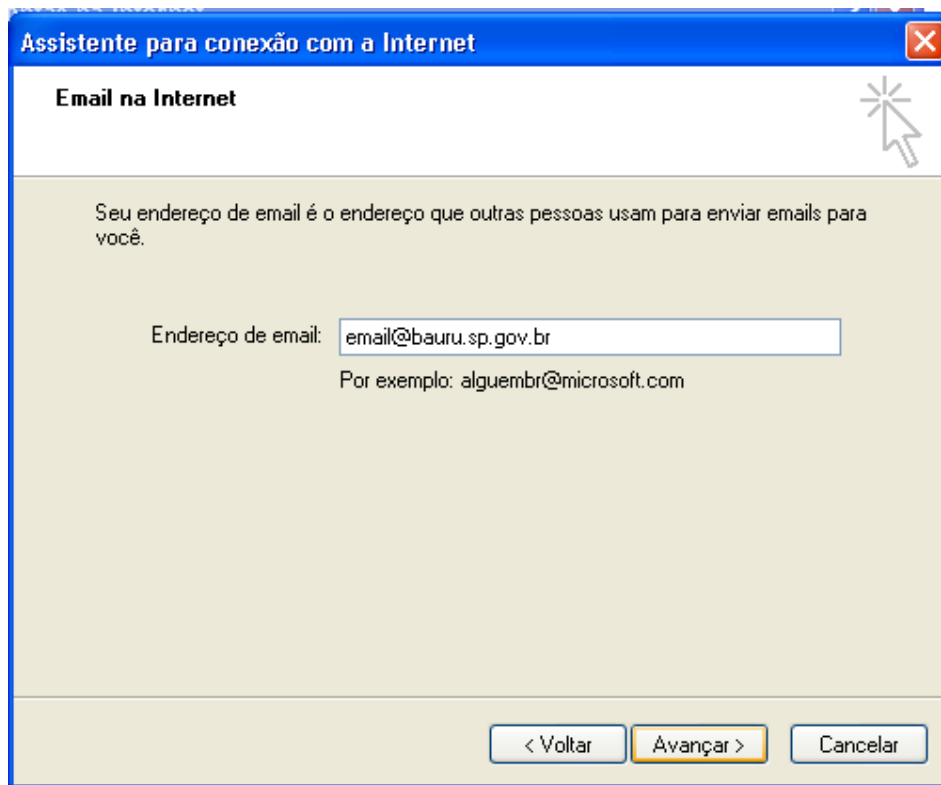 Assistente para conexão com a Internet
Email na Internet
Seu endereço de email é o endereço que outras pessoas usam para enviar emails para
você.
Endereço de email: email@bauru.sp.gov.br
Por exemplo: alguembr@microsoft.com
< Voltar Avançar > Cancelar